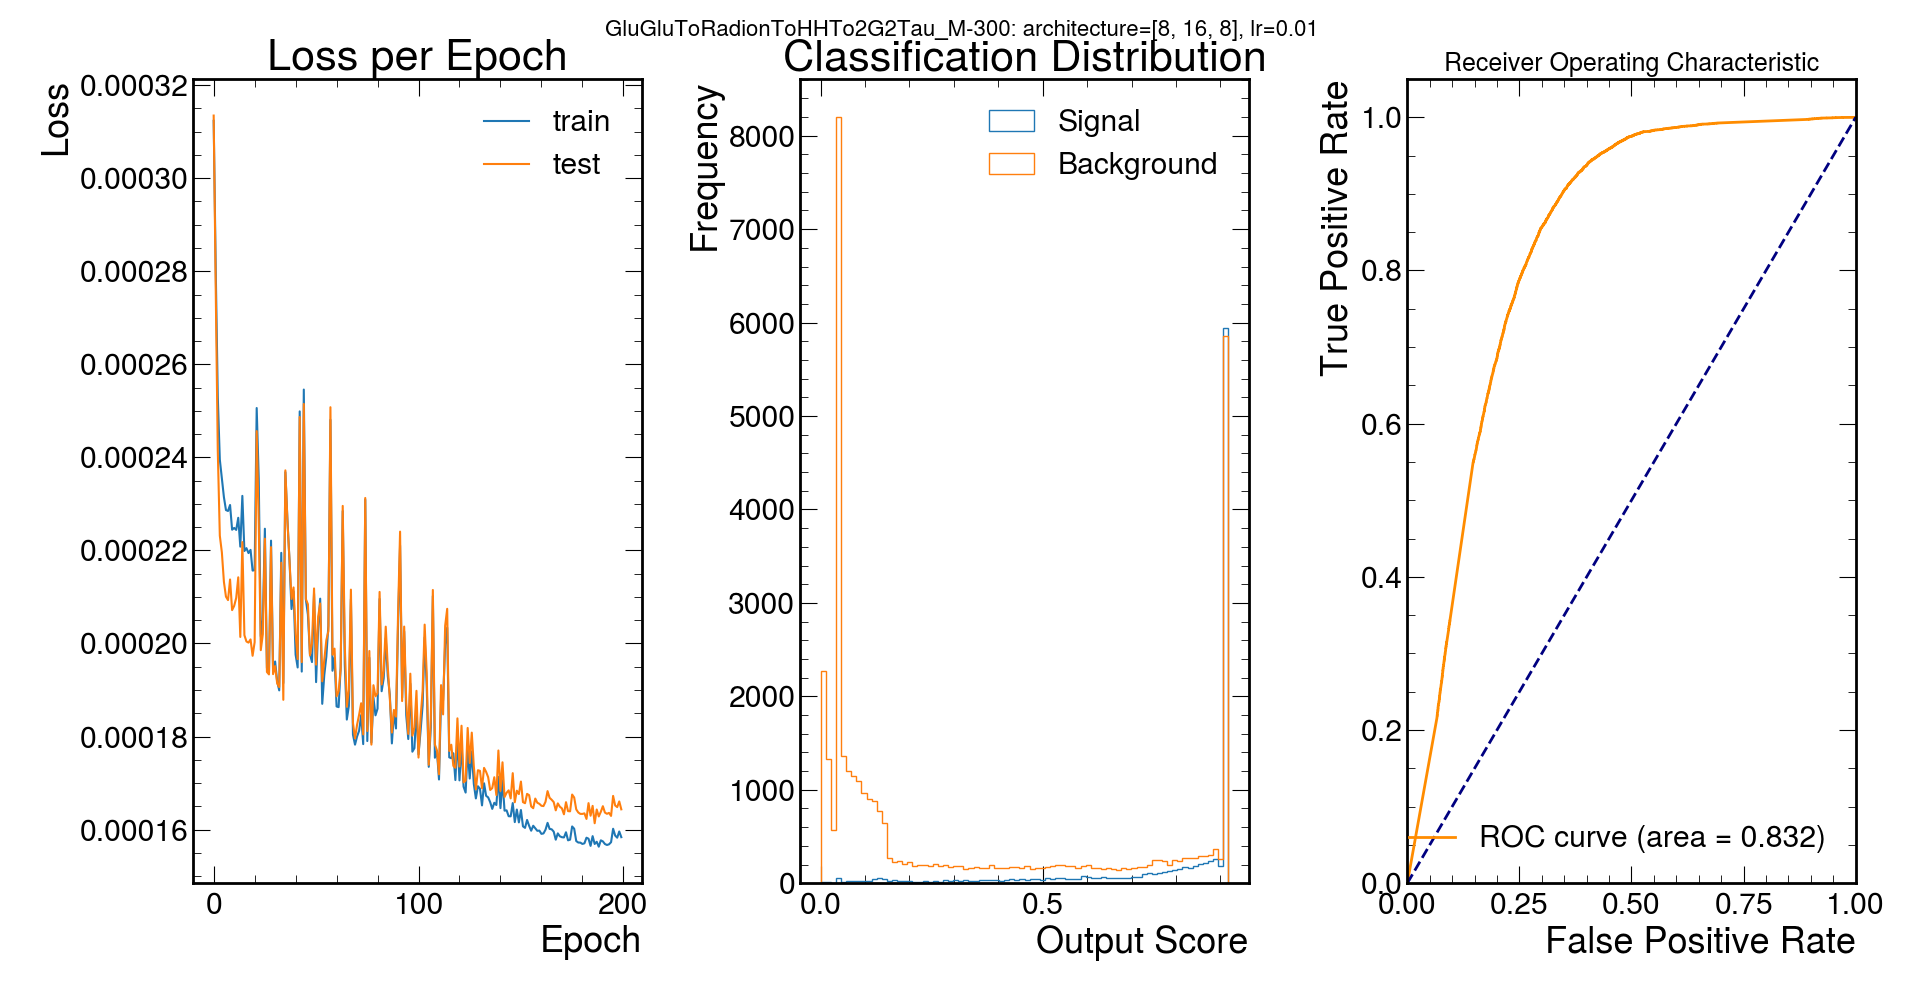 GluGluToRadionToHHTo2G2Tau_M-300: architecture=[8, 16, 8], lr=0.01
Loss per Epoch
Loss
0.00032
0.00030
0.00028
0.00026
0.00024
0.00022
0.00020
0.00018
0.00016
train
test
0
100
200
Epoch
Classification Distribution
Frequency
8000
7000
6000
5000
4000
3000
2000
1000
0
Signal
Background
0.0
0.5
Output Score
Receiver Operating Characteristic
True Positive Rate
1.0
0.8
0.6
0.4
0.2
0.0
ROC curve (area = 0.832)
0.00
0.25
0.50
0.75
1.00
False Positive Rate